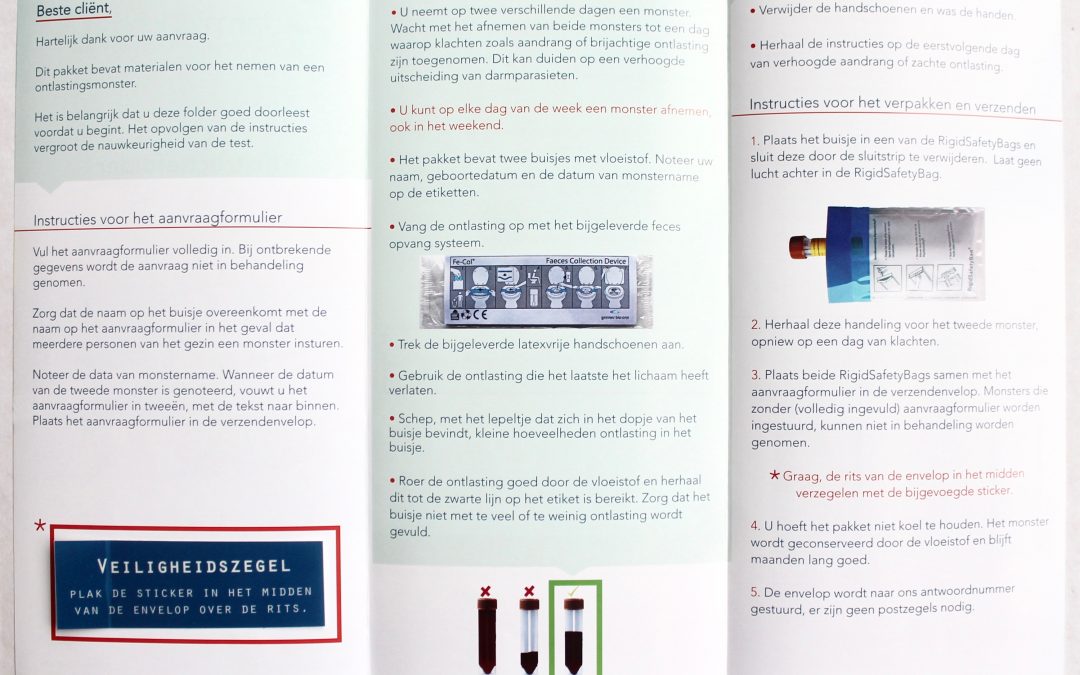 Beste cliënt,
Hartelijk dank voor uw aanvraag.
Dit pakket bevat materialen voor het nemen van een
ontlastingsmonster.
Het is belangrijk dat u deze folder goed doorleest
voordat u begint. Het opvolgen van de instructies
vergroot de nauwkeurigheid van de test.
Instructies voor het aanvraagformulier
Vul het aanvraagformulier volledig in. Bij ontbrekende
gegevens wordt de aanvraag niet in behandeling
genomen.
Zorg dat de naam op het buisje overeenkomt met de
naam op het aanvraagformulier in het geval dat
meerdere personen van het gezin een monster insturen.
Noteer de data van monstername. Wanneer de datum
van de tweede monster is genoteerd, vouwt u het
aanvraagformulier in tweeën, met de tekst naar binnen.
Plaats het aanvraagformulier in de verzendenvelop.
*
VEILIGHEIDSZEGEL
PLAK DE STICKER IN HET MIDDEN
VAN DE ENVELOP OVER DE RITS.
• U neemt op twee verschillende dagen een monster.
Wacht met het afnemen van beide monsters tot een dag
waarop klachten zoals aandrang of brijachtige ontlasting
zijn toegenomen. Dit kan duiden op een verhoogde
uitscheiding van darmparasieten.
• U kunt op elke dag van de week een monster afnemen,
ook in het weekend.
• Het pakket bevat twee buisjes met vloeistof. Noteer uw
naam, geboortedatum en de datum van monstername
op de etiketten.
• Vang de ontlasting op met het bijgeleverde feces
opvang systeem.
Fe-Col® Faeces Collection Device
greiner bio-one
• Trek de bijgeleverde latexvrije handschoenen aan.
• Gebruik de ontlasting die het laatste het lichaam heeft
verlaten.
• Schep, met het lepeltje dat zich in het dopje van het
buisje bevindt, kleine hoeveelheden ontlasting in het
buisje.
• Roer de ontlasting goed door de vloeistof en herhaal
dit tot de zwarte lijn op het etiket is bereikt. Zorg dat het
buisje niet met te veel of te weinig ontlasting wordt
gevuld.
• Verwijder de handschoenen en was de handen.
• Herhaal de instructies op de eerstvolgende dag
van verhoogde aandrang of zachte ontlasting.
Instructies voor het verpakken en verzenden
1. Plaats het buisje in een van de RigidSafetyBags en
sluit deze door de sluitstrip te verwijderen. Laat geen
lucht achter in de RigidSafetyBag.
RigidSafetyBag®
2. Herhaal deze handeling voor het tweede monster,
opniew op een dag van klachten.
3. Plaats beide RigidSafetyBags samen met het
aanvraagformulier in de verzendenvelop. Monsters die
zonder (volledig ingevuld) aanvraagformulier worden
ingestuurd, kunnen niet in behandeling worden
genomen.
* Graag, de rits van de envelop in het midden
verzegelen met de bijgevoegde sticker.
4. U hoeft het pakket niet koel te houden. Het monster
wordt geconserveerd door de vloeistof en blijft
maanden lang goed.
5. De envelop wordt naar ons antwoordnummer
gestuurd, er zijn geen postzegels nodig.